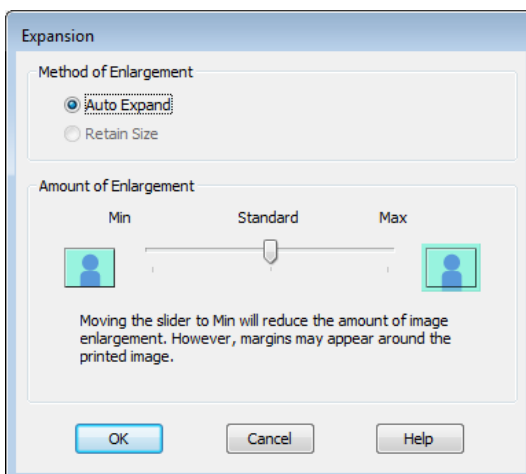 Expansion
Method of Enlargement
Auto Expand
Retain Size
Amount of Enlargement
Min Standard Max
Moving the slider to Min will reduce the amount of image
enlargement. However, margins may appear around the
printed image.
OK Cancel Help